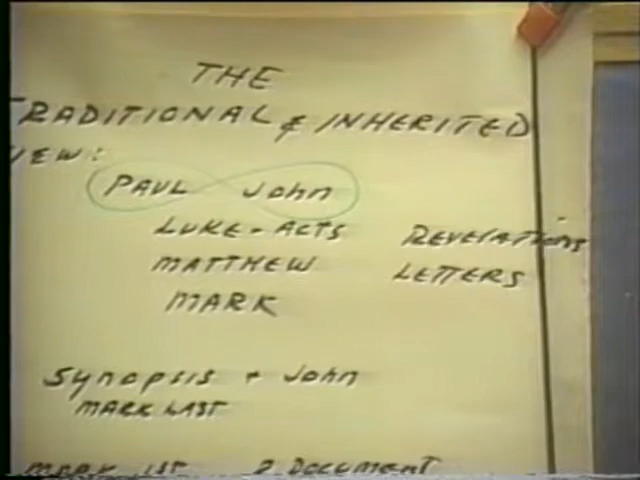 THE
TRADITIONAL & INHERITED
IEW:
PAUL John
LUKE-ACTS REVElATiONS
MATTHEW LETTERS
MARK
Synopsis + John
MARK LAST
MARK 1ST 2 DOCUMENT